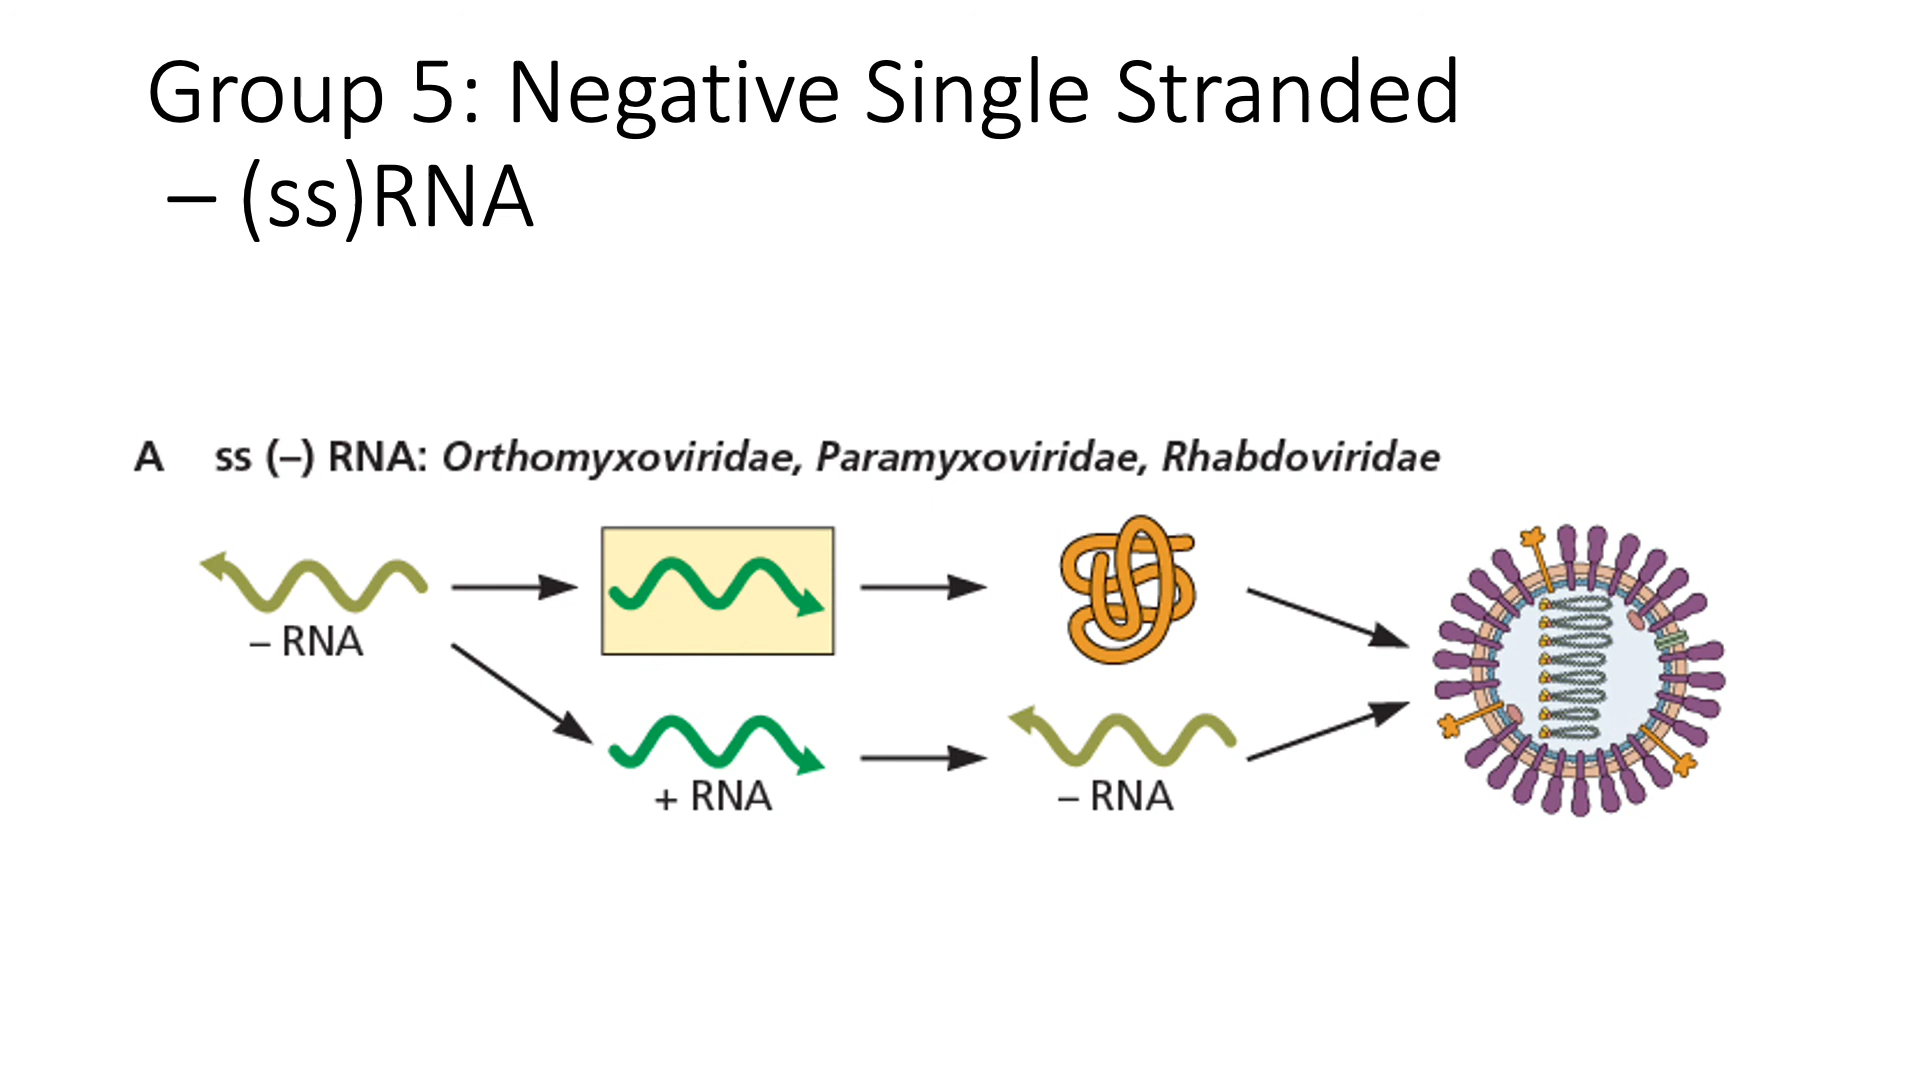 Group 5: Negative Single Stranded
– (ss)RNA
A ss (–) RNA: Orthomyxoviridae, Paramyxoviridae, Rhabdoviridae
– RNA
+ RNA
– RNA